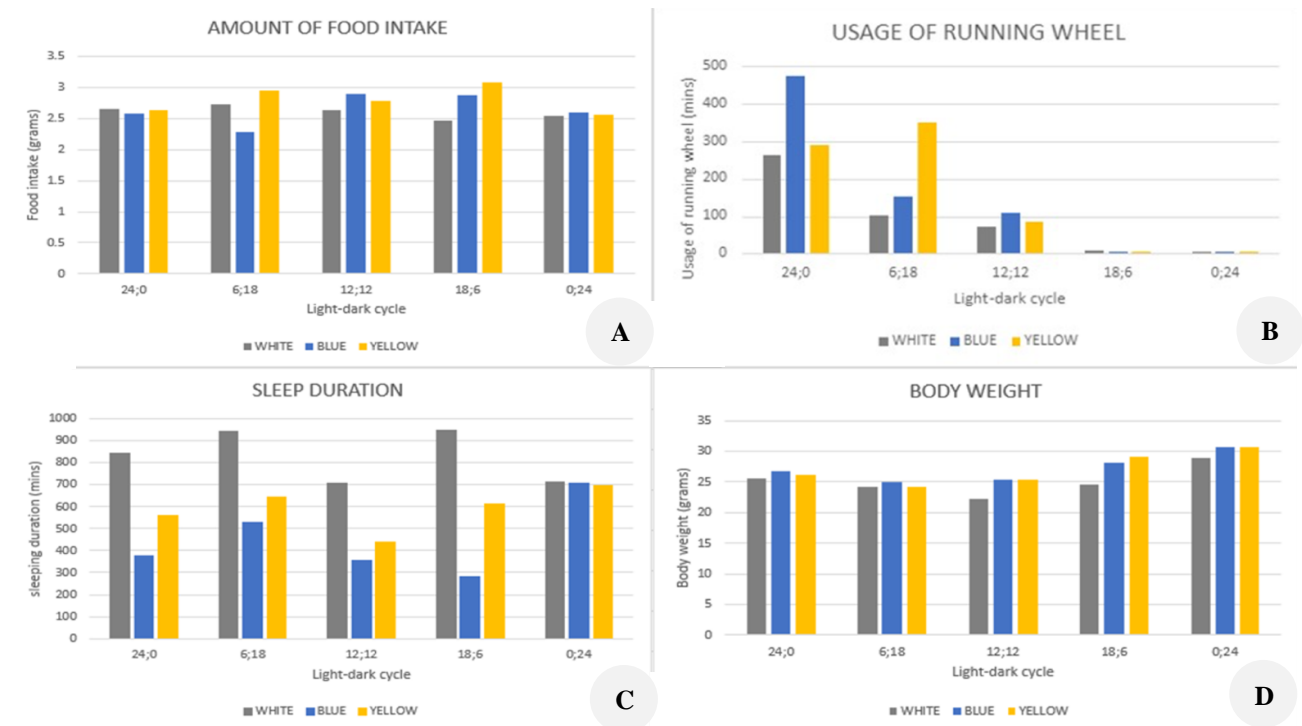 AMOUNT OF FOOD INTAKE
Food intake (grams)
3.5
3
2.5
2
1.5
1
0.5
0
24;0 6;18 12;12 18;6 0;24
Light-dark cycle
WHITE BLUE YELLOW
A
USAGE OF RUNNING WHEEL
Usage of running wheel (mins)
500
400
300
200
100
0
24;0 6;18 12;12 18;6 0;24
Light-dark cycle
WHITE BLUE YELLOW
B
SLEEP DURATION
sleeping duration (mins)
1000
900
800
700
600
500
400
300
200
100
0
24;0 6;18 12;12 18;6 0;24
Light-dark cycle
WHITE BLUE YELLOW
C
BODY WEIGHT
Body weight (grams)
35
30
25
20
15
10
5
0
24;0 6;18 12;12 18;6 0;24
Light-dark cycle
WHITE BLUE YELLOW
D